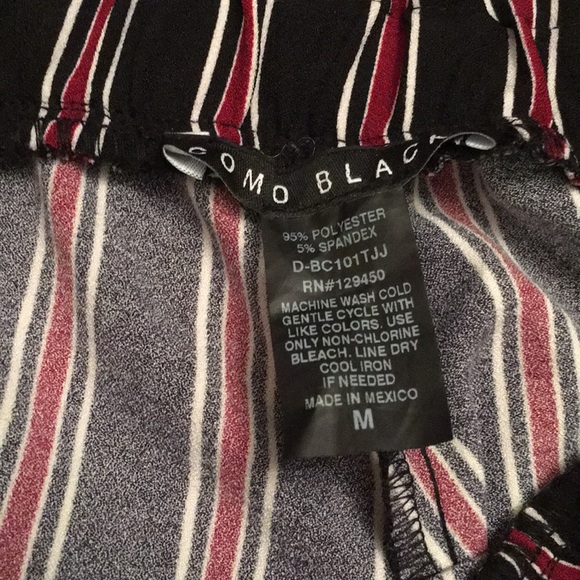 COMO BLACK
95% POLYESTER
5% SPANDEX
D-BC101TJJ
RN#129450
MACHINE WASH COLD
GENTLE CYCLE WITH
LIKE COLORS. USE
ONLY NON-CHLORINE
BLEACH. LINE DRY
COOL IRON
IF NEEDED
MADE IN MEXICO
M